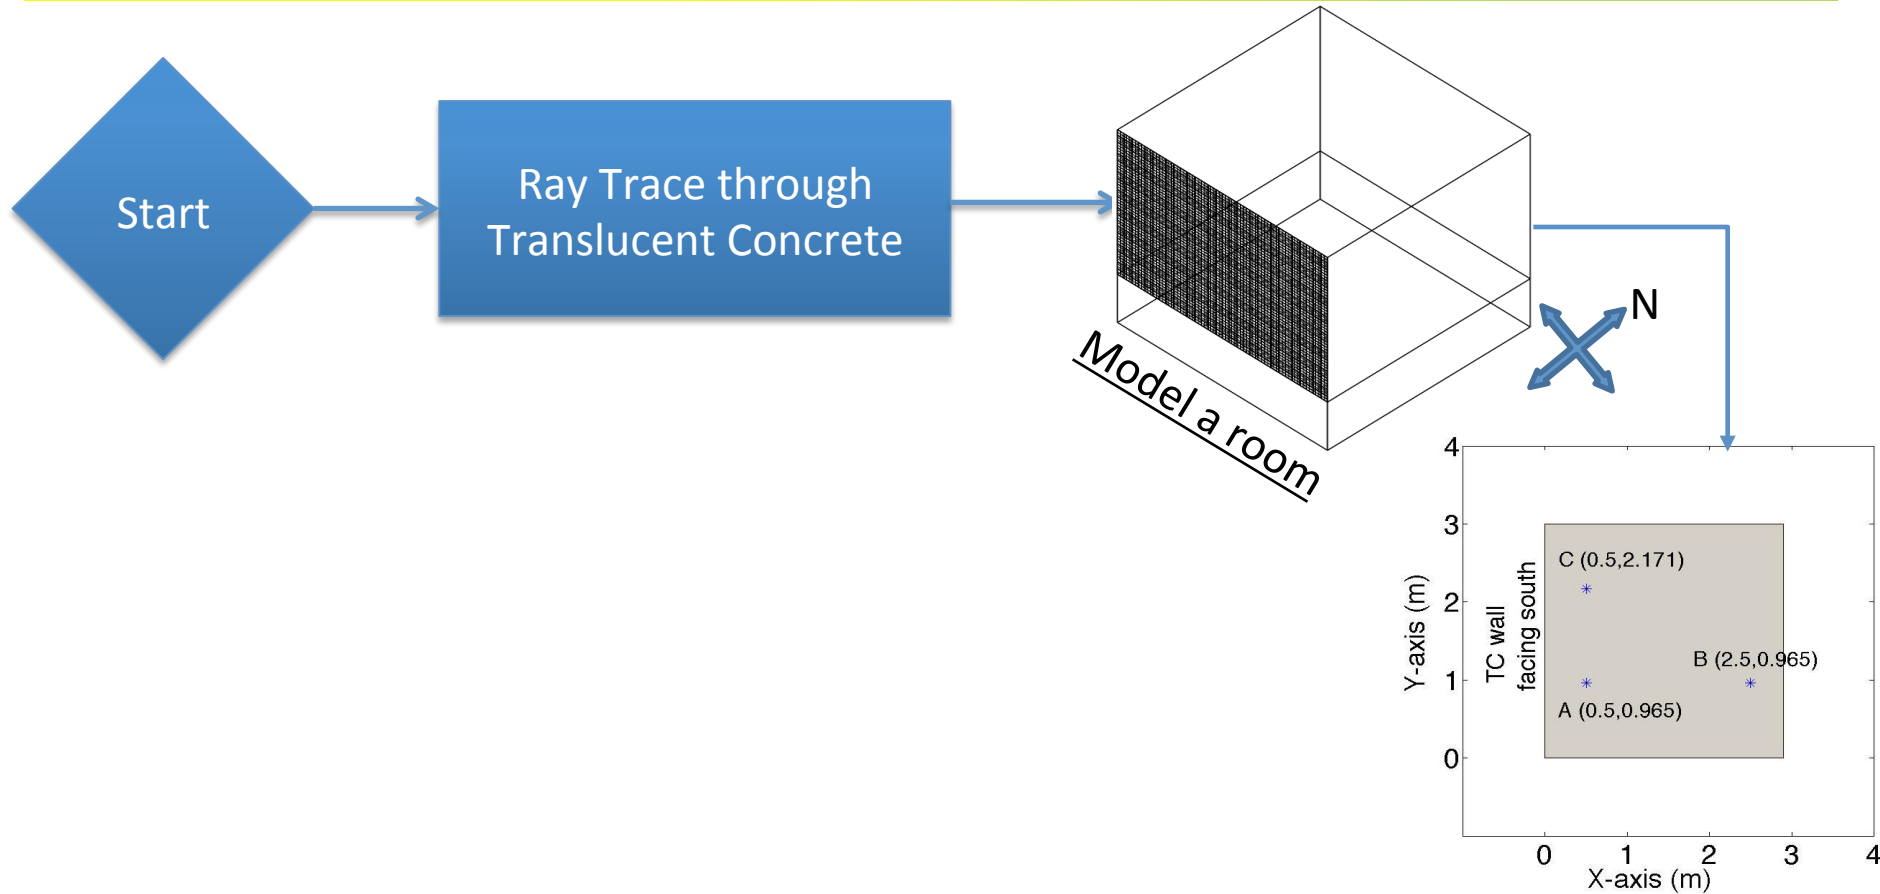 Start
Ray Trace through
Translucent Concrete
Model a room
N
4
3
2
1
0
Y-axis (m)
TC wall
facing south
C (0.5,2.171)
B (2.5,0.965)
A (0.5,0.965)
0 1 2 3 4
X-axis (m)